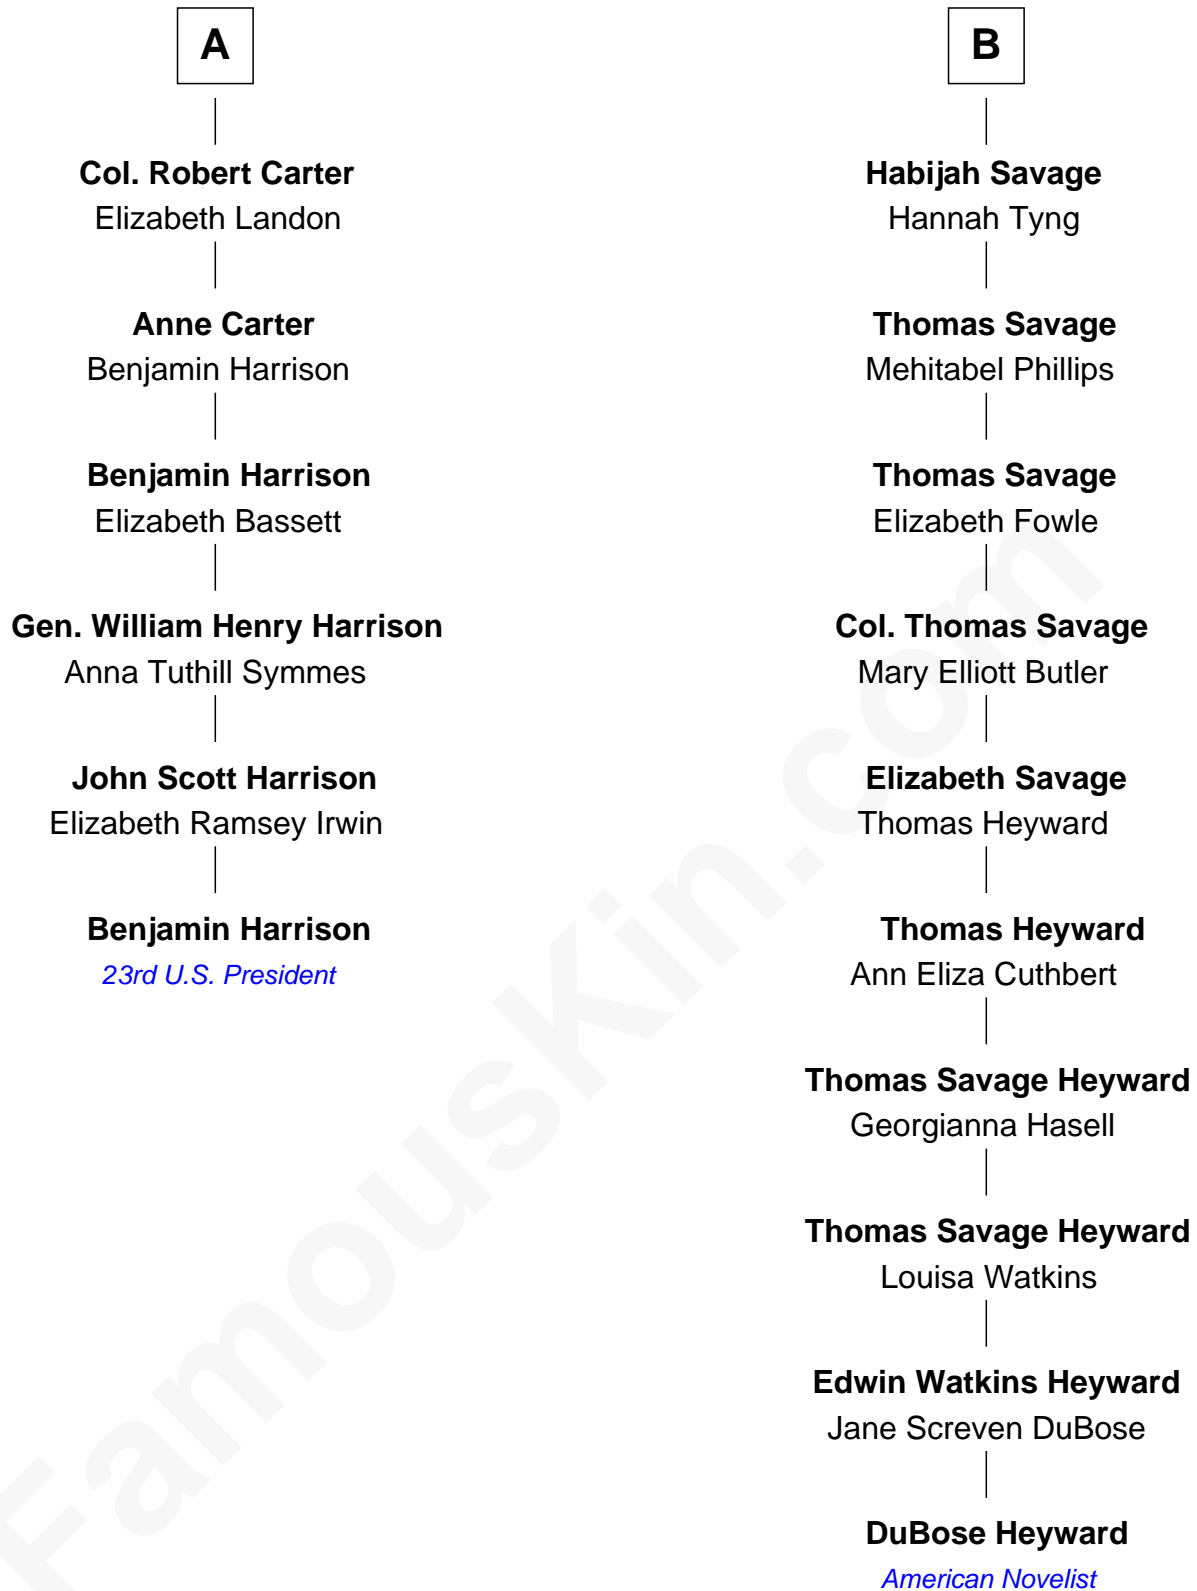 A
Col. Robert Carter
Elizabeth Landon
Anne Carter
Benjamin Harrison
Benjamin Harrison
Elizabeth Bassett
Gen. William Henry Harrison
Anna Tuthill Symmes
John Scott Harrison
Elizabeth Ramsey Irwin
Benjamin Harrison
23rd U.S. President
B
Habijah Savage
Hannah Tyng
Thomas Savage
Mehitabel Phillips
Thomas Savage
Elizabeth Fowle
Col. Thomas Savage
Mary Elliott Butler
Elizabeth Savage
Thomas Heyward
Thomas Heyward
Ann Eliza Cuthbert
Thomas Savage Heyward
Georgianna Hasell
Thomas Savage Heyward
Louisa Watkins
Edwin Watkins Heyward
Jane Screven DuBose
DuBose Heyward
American Novelist
FamousKin.com